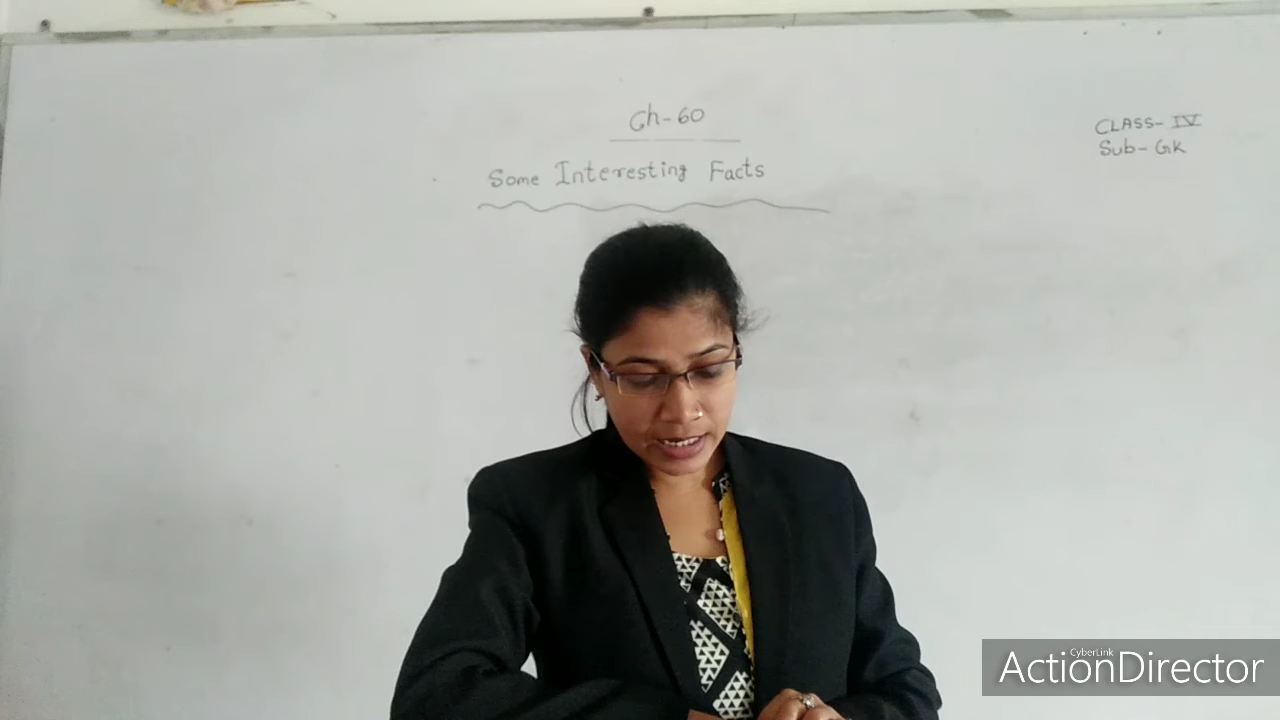 Ch-60
Some Interesting Facts
CLASS-IV
Sub-GK
CyberLink
ActionDirector